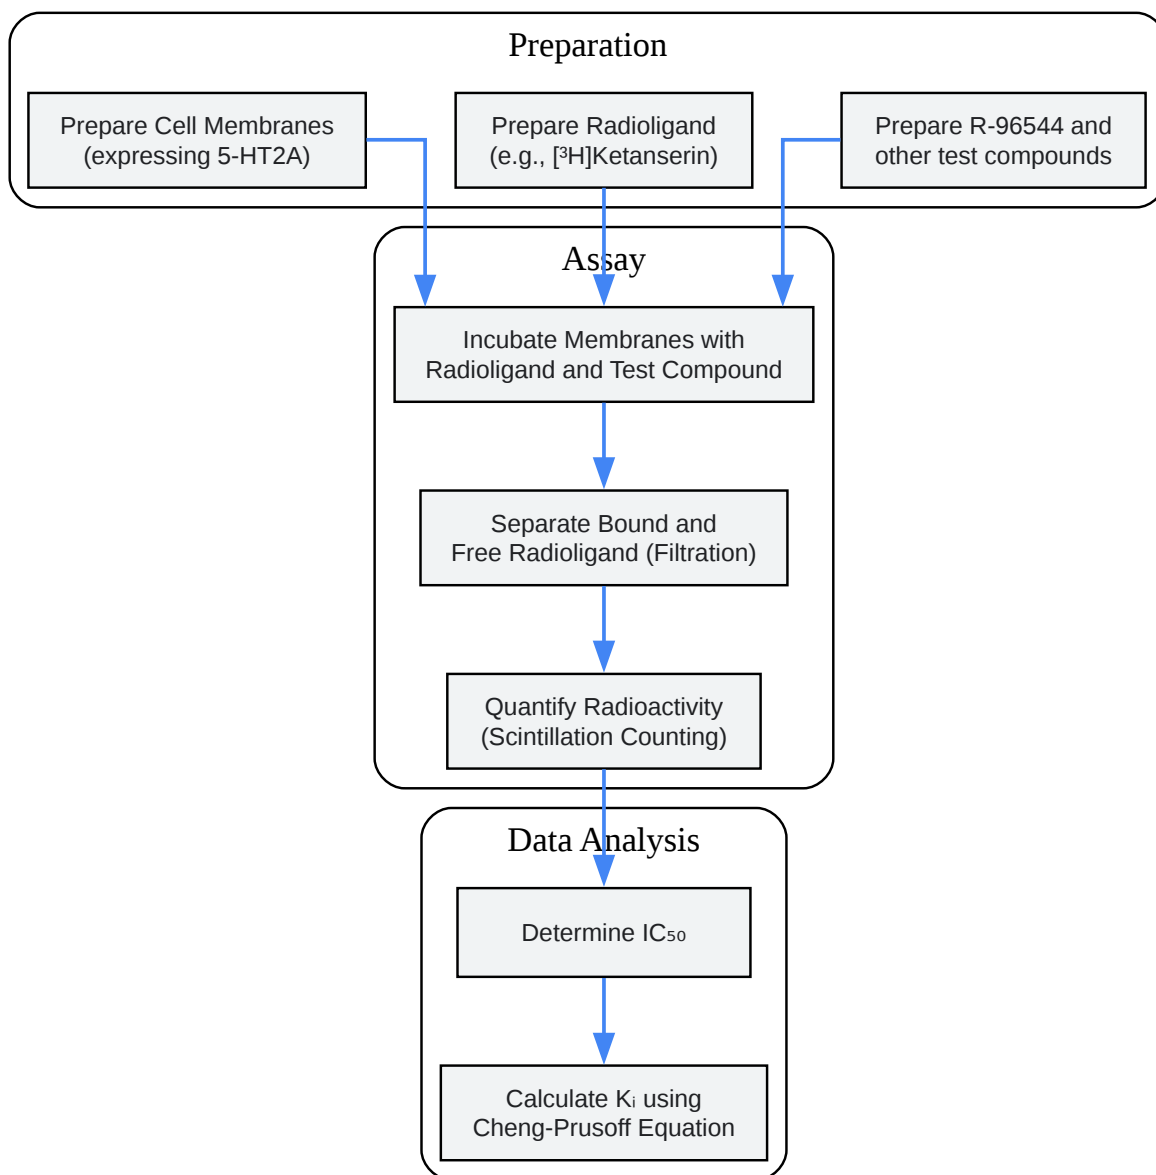 Preparation
Prepare Cell Membranes
(expressing 5-HT2A)
Prepare Radioligand
(e.g., [³H]Ketanserin)
Prepare R-96544 and
other test compounds
Assay
Incubate Membranes with
Radioligand and Test Compound
Separate Bound and
Free Radioligand (Filtration)
Quantify Radioactivity
(Scintillation Counting)
Data Analysis
Determine IC₅₀
Calculate Kᵢ using
Cheng-Prusoff Equation